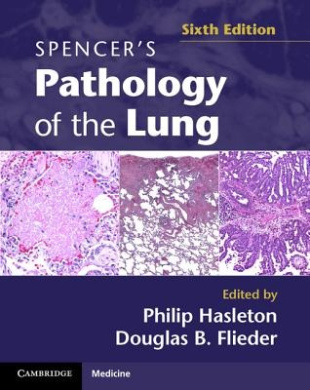 Sixth Edition
SPENCER'S
Pathology
of the Lung
Edited by
Philip Hasleton
Douglas B. Flieder
CAMBRIDGE
Medicine